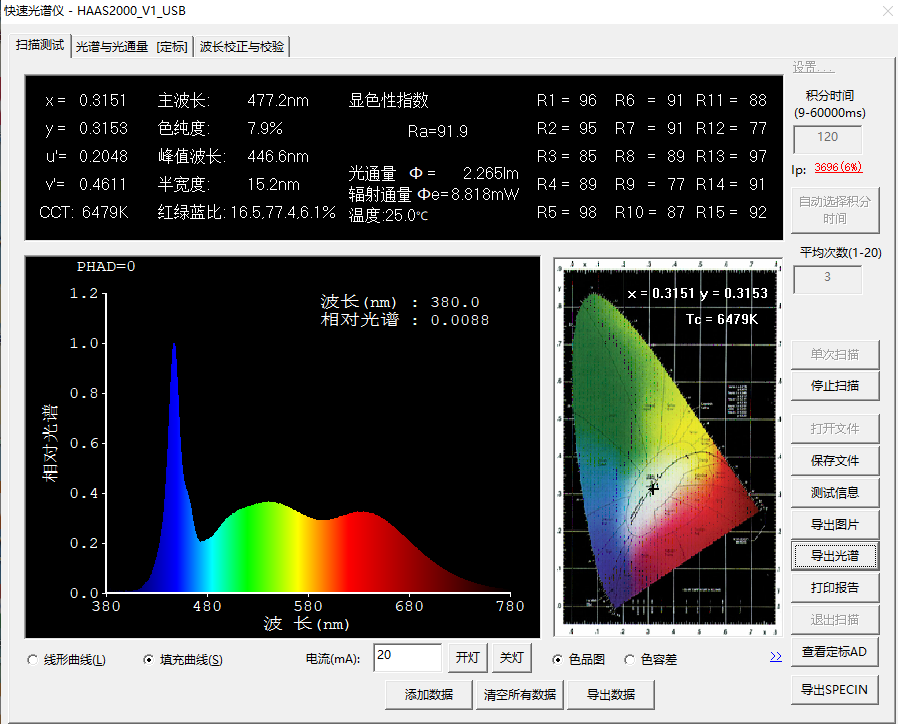 快速光谱仪 - HAAS2000_V1_USB
扫描测试 光谱与光通量 [定标] 波长校正与校验
设置...
x = 0.3151 主波长: 477.2nm 显色性指数 R1 = 96 R6 = 91 R11 = 88
y = 0.3153 色纯度: 7.9% Ra=91.9 R2 = 95 R7 = 91 R12 = 77
u'= 0.2048 峰值波长: 446.6nm R3 = 85 R8 = 89 R13 = 97
v'= 0.4611 半宽度: 15.2nm R4 = 89 R9 = 77 R14 = 91
CCT: 6479K 红绿蓝比: 16.5,77.4,6.1% R5 = 98 R10 = 87 R15 = 92
光通量 Φ = 2.265lm
辐射通量 Φe=8.818mW
温度:25.0℃
积分时间
(9-60000ms)
120
Ip: 3696(6%)
自动选择积分
时间
平均次数(1-20)
3
PHAD=0
波长(nm) : 380.0
相对光谱 : 0.0088
1.2
1.0
0.8
0.6
0.4
0.2
0.0
相对光谱
380 480 580 680 780
波 长(nm)
x = 0.3151 y = 0.3153
Tc = 6479K
单次扫描
停止扫描
打开文件
保存文件
测试信息
导出图片
导出光谱
打印报告
退出扫描
查看定标AD
导出SPECIN
线形曲线(L) 填充曲线(S) 电流(mA): 20 开灯 关灯 色品图 色容差 >>
添加数据 清空所有数据 导出数据